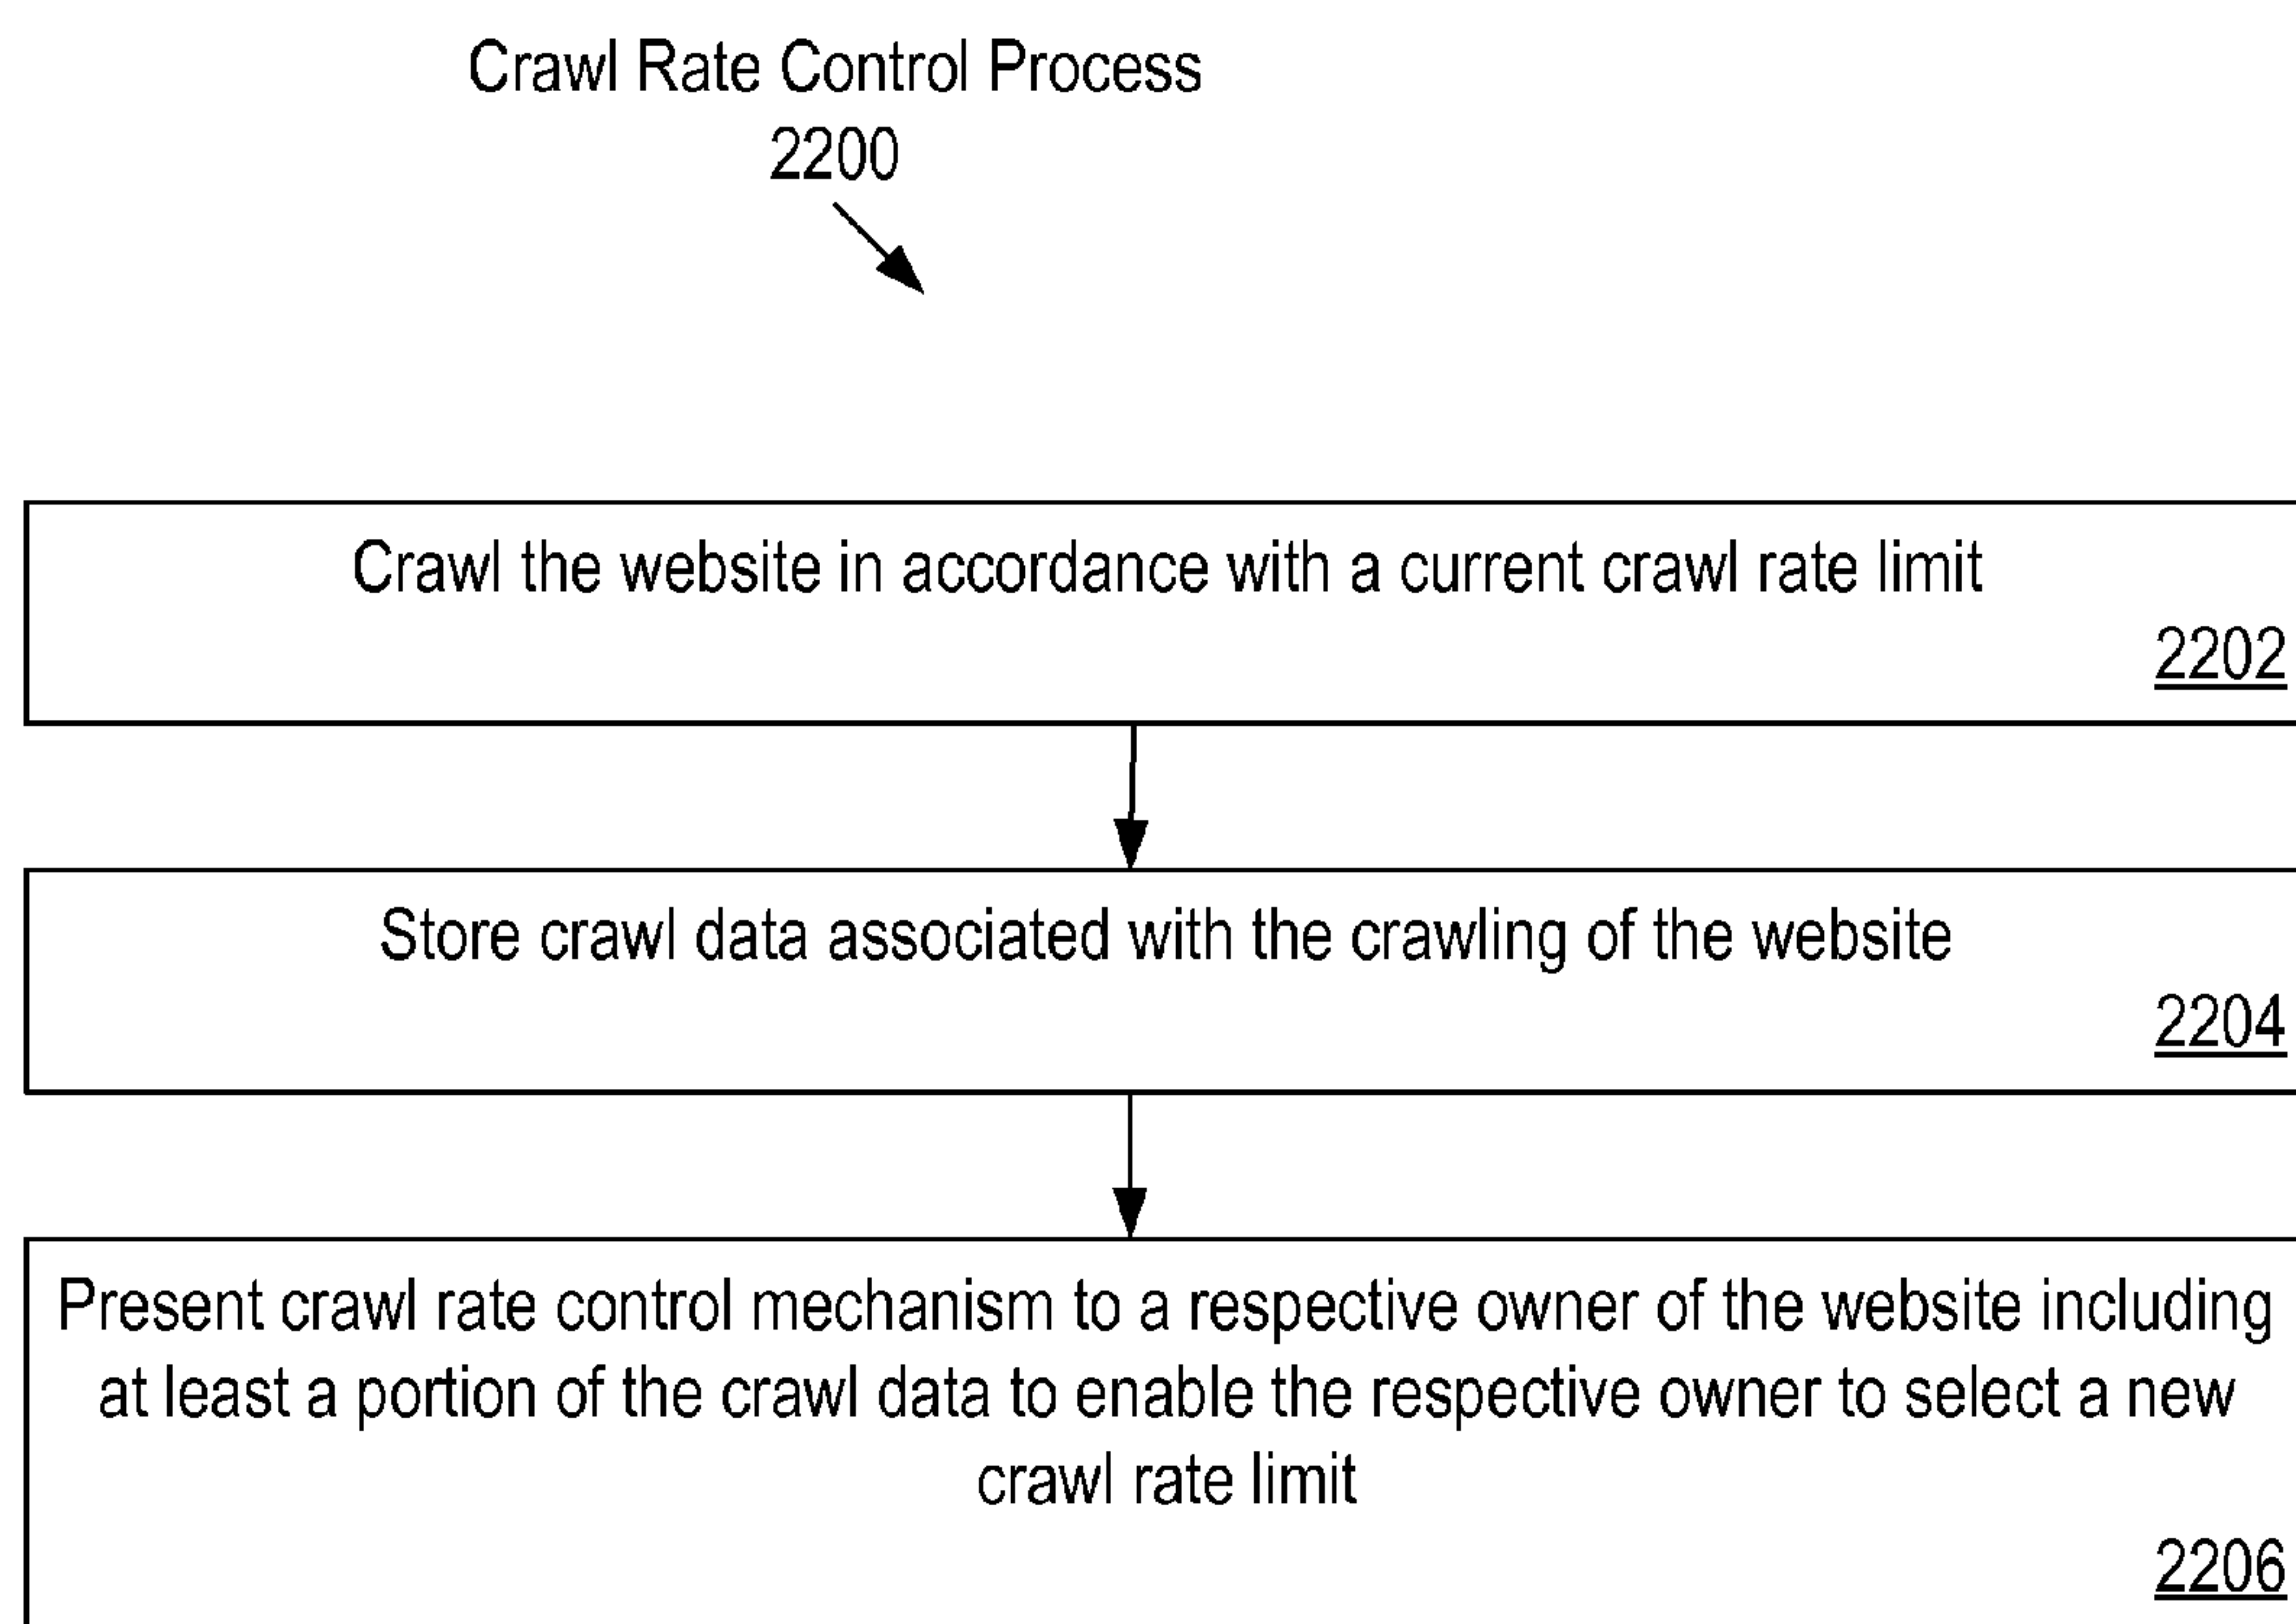 Crawl Rate Control Process
2200
Crawl the website in accordance with a current crawl rate limit
2202
Store crawl data associated with the crawling of the website
2204
Present crawl rate control mechanism to a respective owner of the website including
at least a portion of the crawl data to enable the respective owner to select a new
crawl rate limit
2206